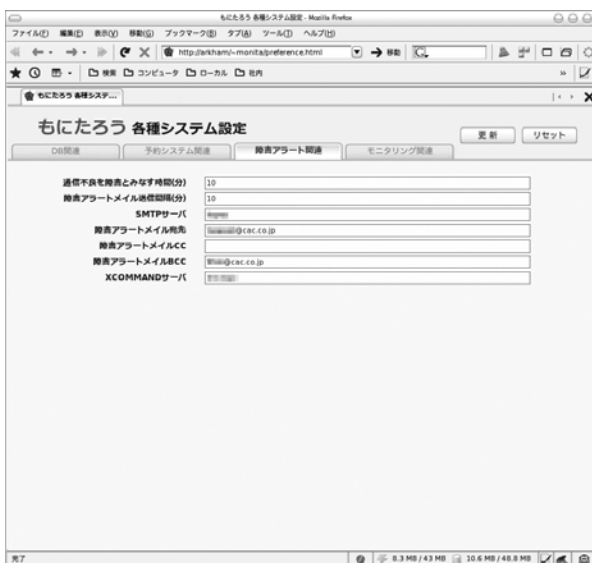 もにたろう 各種システム設定 - Mozilla Firefox
ファイル(F) 編集(E) 表示(V) 移動(G) ブックマーク(B) タブ(A) ツール(T) ヘルプ(H)
http://arkham/~monita/preference.html 移動
検索 コンピュータ ローカル 社内
もにたろう 各種システ...
もにたろう 各種システム設定
更新 リセット
DB関連 予約システム関連 障害アラート関連 モニタリング関連
通信不良を障害とみなす時間(分) 10
障害アラートメイル送信間隔(分) 10
SMTPサーバ
障害アラートメイル宛先 @cac.co.jp
障害アラートメイルCC
障害アラートメイルBCC @cac.co.jp
XCOMMANDサーバ
完了 8.3 MB / 43 MB 10.6 MB / 48.8 MB